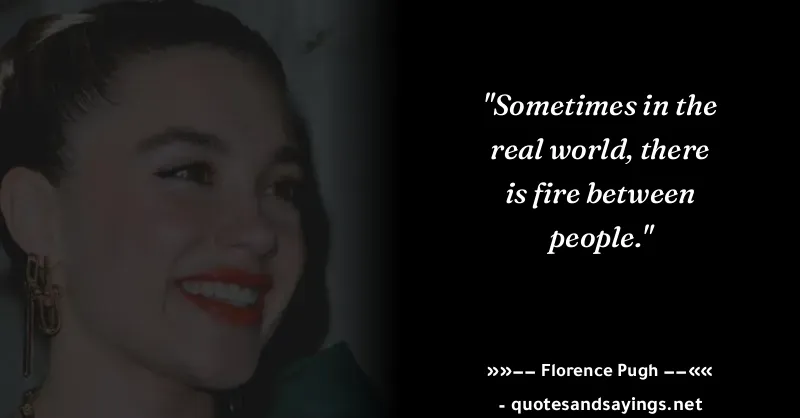 "Sometimes in the
real world, there
is fire between
people."
»»−− Florence Pugh −−««
- quotesandsayings.net